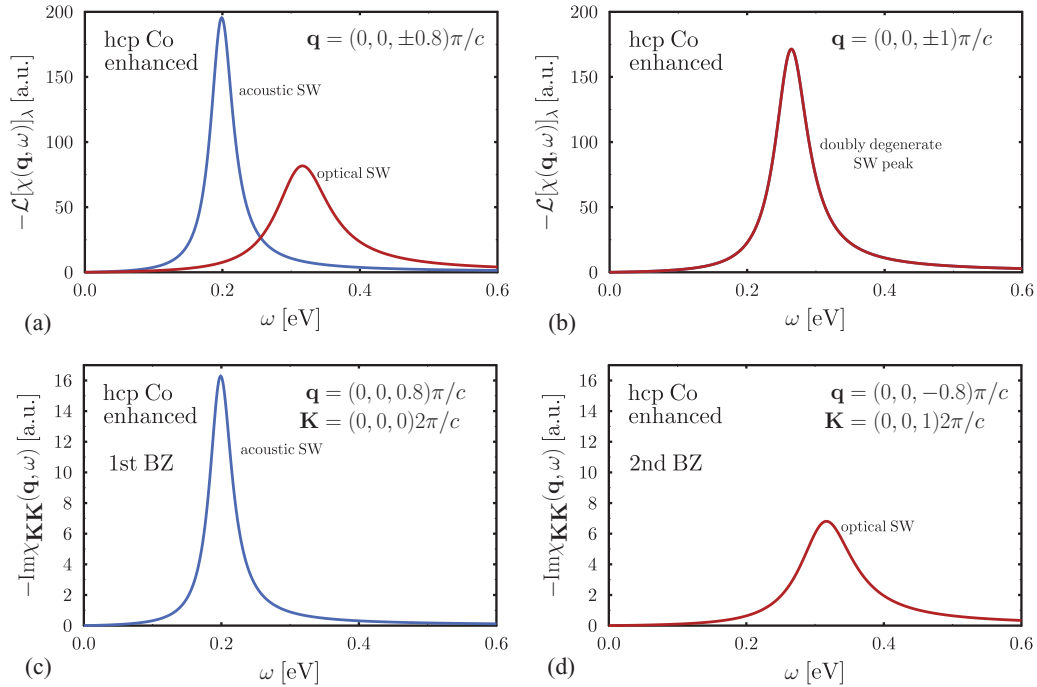 hcp Co
enhanced
q = (0, 0, ±0.8)π/c
acoustic SW
optical SW
−ℒ[χ(q, ω)]λ [a.u.]
200
150
100
50
0
0.0 0.2 0.4 0.6
(a)
ω [eV]
hcp Co
enhanced
q = (0, 0, ±1)π/c
doubly degenerate
SW peak
−ℒ[χ(q, ω)]λ [a.u.]
200
150
100
50
0
0.0 0.2 0.4 0.6
(b)
ω [eV]
hcp Co
enhanced
q = (0, 0, 0.8)π/c
K = (0, 0, 0)2π/c
acoustic SW
1st BZ
−ImχKK(q, ω) [a.u.]
16
14
12
10
8
6
4
2
0
0.0 0.2 0.4 0.6
(c)
ω [eV]
hcp Co
enhanced
q = (0, 0, −0.8)π/c
K = (0, 0, 1)2π/c
2nd BZ
optical SW
−ImχKK(q, ω) [a.u.]
16
14
12
10
8
6
4
2
0
0.0 0.2 0.4 0.6
(d)
ω [eV]